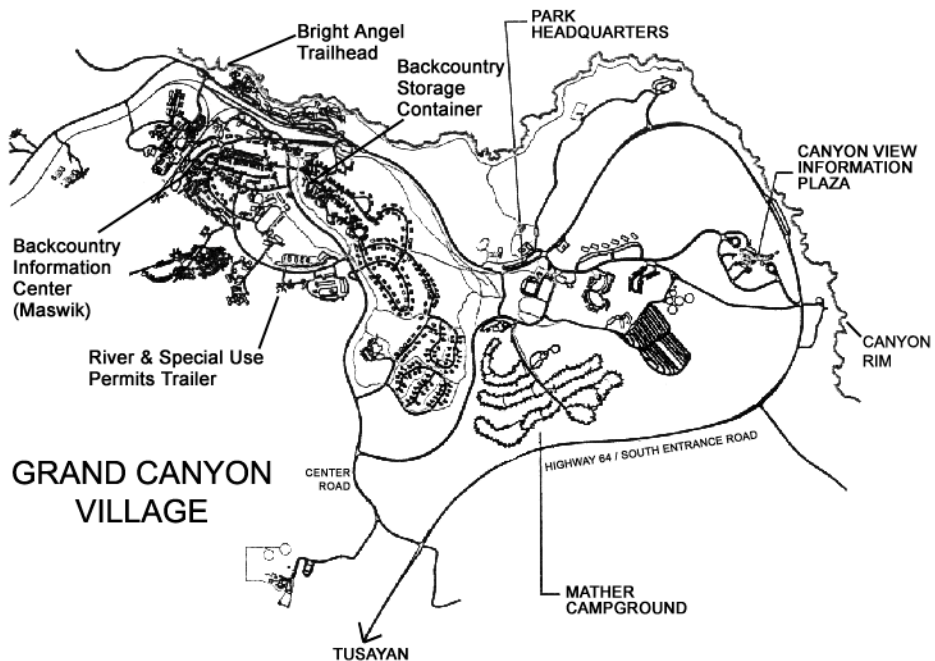 PARK
HEADQUARTERS
Bright Angel
Trailhead
Backcountry
Storage
Container
CANYON VIEW
INFORMATION
PLAZA
Backcountry
Information
Center
(Maswik)
River & Special Use
Permits Trailer
CANYON
RIM
HIGHWAY 64 / SOUTH ENTRANCE ROAD
CENTER
ROAD
GRAND CANYON
VILLAGE
MATHER
CAMPGROUND
TUSAYAN